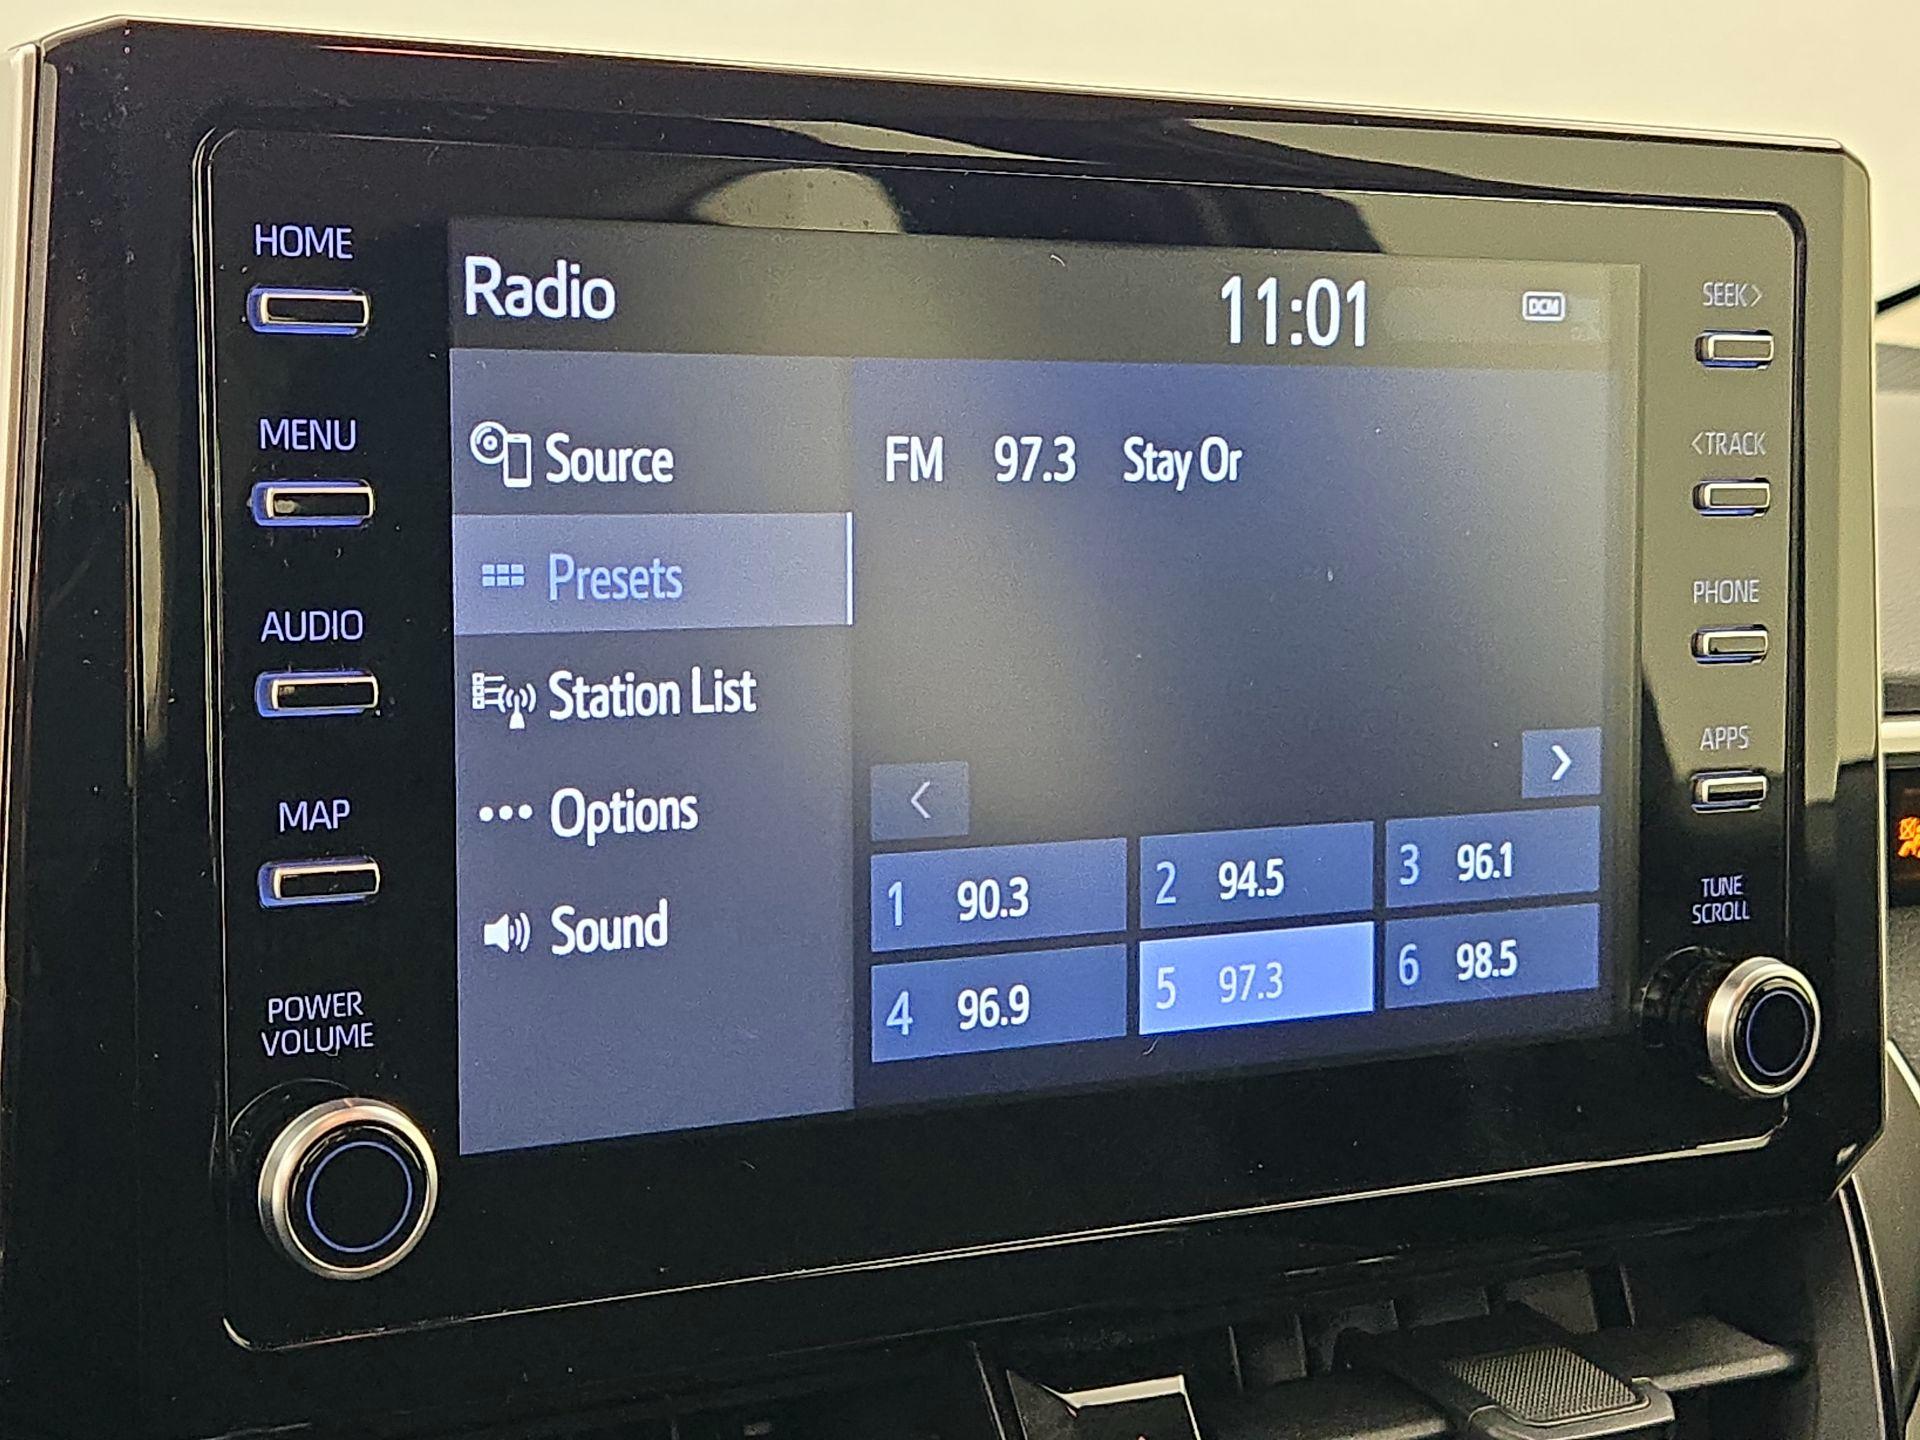 HOME
MENU
AUDIO
MAP
POWER
VOLUME
Radio
11:01
DCM
Source
Presets
Station List
Options
Sound
FM 97.3 Stay Or
<
>
1 90.3
2 94.5
3 96.1
4 96.9
5 97.3
6 98.5
SEEK>
<TRACK
PHONE
APPS
TUNE
SCROLL